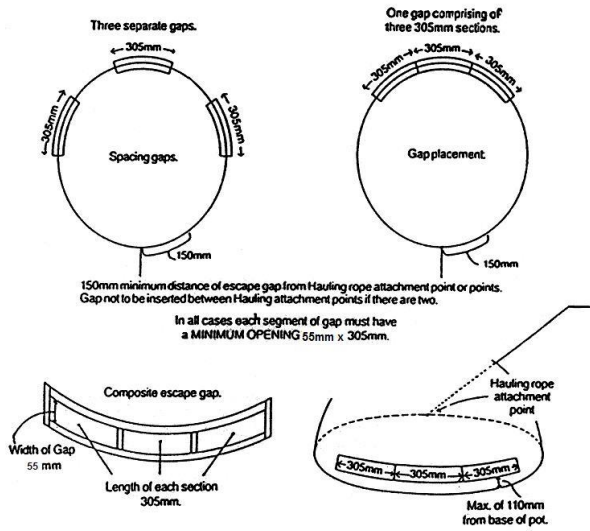 Three separate gaps.
305mm
305mm
305mm
Spacing gaps.
150mm
One gap comprising of
three 305mm sections.
305mm
305mm
305mm
Gap placement.
150mm
150mm minimum distance of escape gap from Hauling rope attachment point or points.
Gap not to be inserted between Hauling attachment points if there are two.
In all cases each segment of gap must have
a MINIMUM OPENING 55mm x 305mm.
Composite escape gap.
Width of Gap
55 mm
Length of each section
305mm.
Hauling rope
attachment
point
305mm
305mm
305mm
Max. of 110mm
from base of pot.